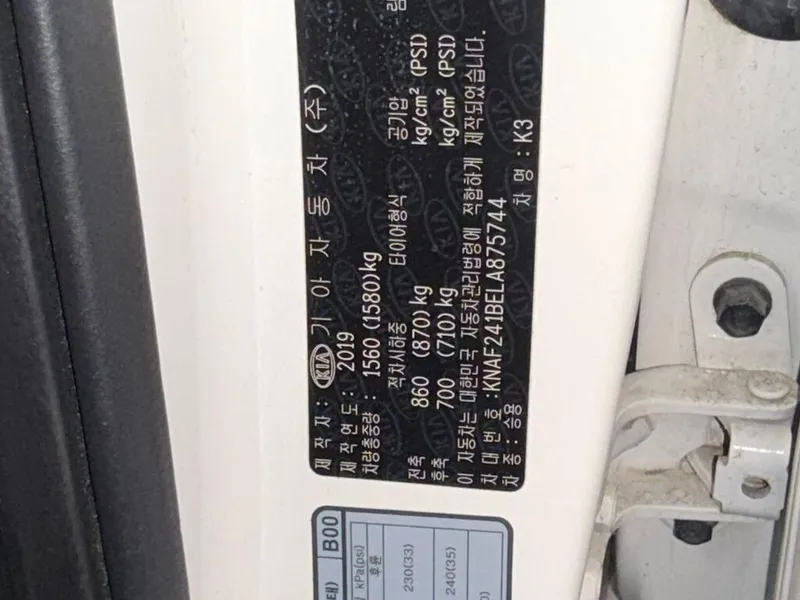 제 작 자 : KIA 기 아 자 동 차 (주)
제 작 연 도 : 2019
차량총중량 : 1560 (1580)kg
적차시하중 타이어형식 공기압
전축 860 (870)kg kg/cm² (PSI)
후축 700 (710)kg kg/cm² (PSI)
이 자동차는 대한민국 자동차관리법령에 적합하게 제작되었습니다.
차 대 번 호 : KNAF241BELA875744
차 종 : 승용 차 명 : K3
B00
kPa(psi)
후륜
230(33)
240(35)